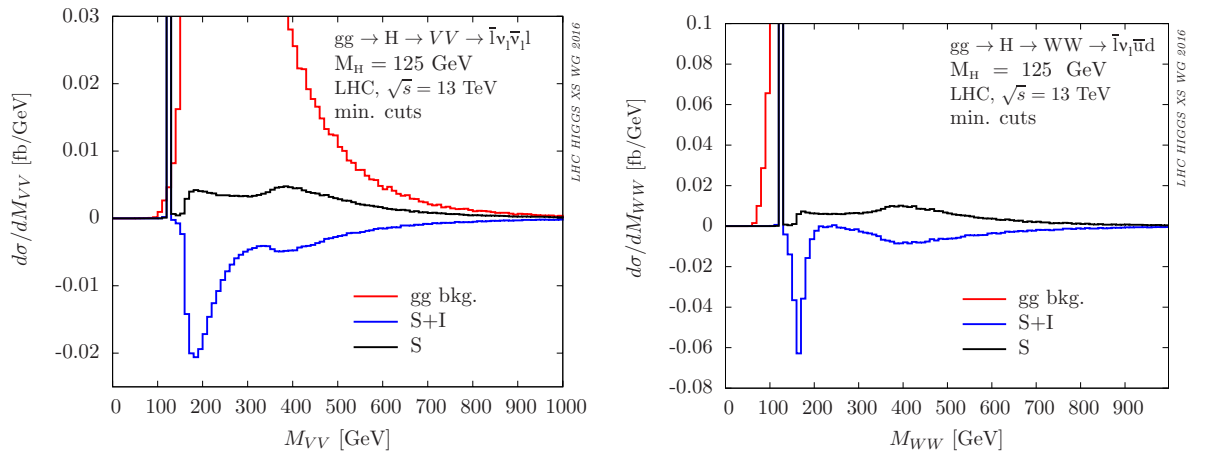 0.03
0.02
0.01
0
-0.01
-0.02
dσ/dM_VV [fb/GeV]
gg → H → VV → l̅ν_lν̅_ll
M_H = 125 GeV
LHC, √s = 13 TeV
min. cuts
LHC HIGGS XS WG 2016
gg bkg.
S+I
S
0 100 200 300 400 500 600 700 800 900 1000
M_VV [GeV]
0.1
0.08
0.06
0.04
0.02
0
-0.02
-0.04
-0.06
-0.08
dσ/dM_WW [fb/GeV]
gg → H → WW → l̅ν_lu̅d
M_H = 125 GeV
LHC, √s = 13 TeV
min. cuts
LHC HIGGS XS WG 2016
gg bkg.
S+I
S
0 100 200 300 400 500 600 700 800 900
M_WW [GeV]